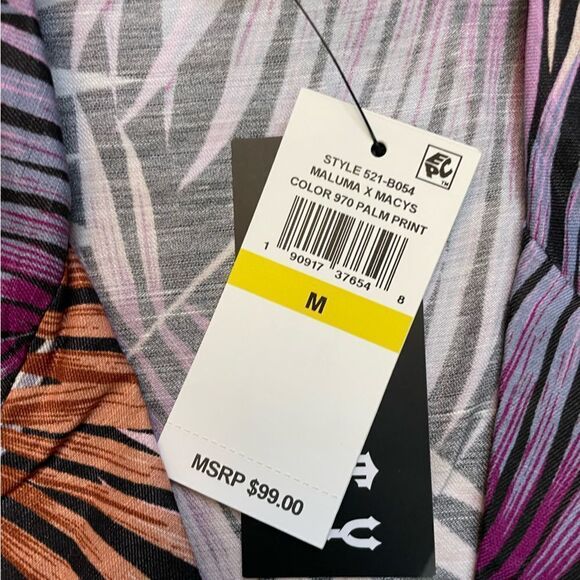 STYLE 521-B054
MALUMA X MACYS
COLOR 970 PALM PRINT
1 90917 37654 8
M
MSRP $99.00